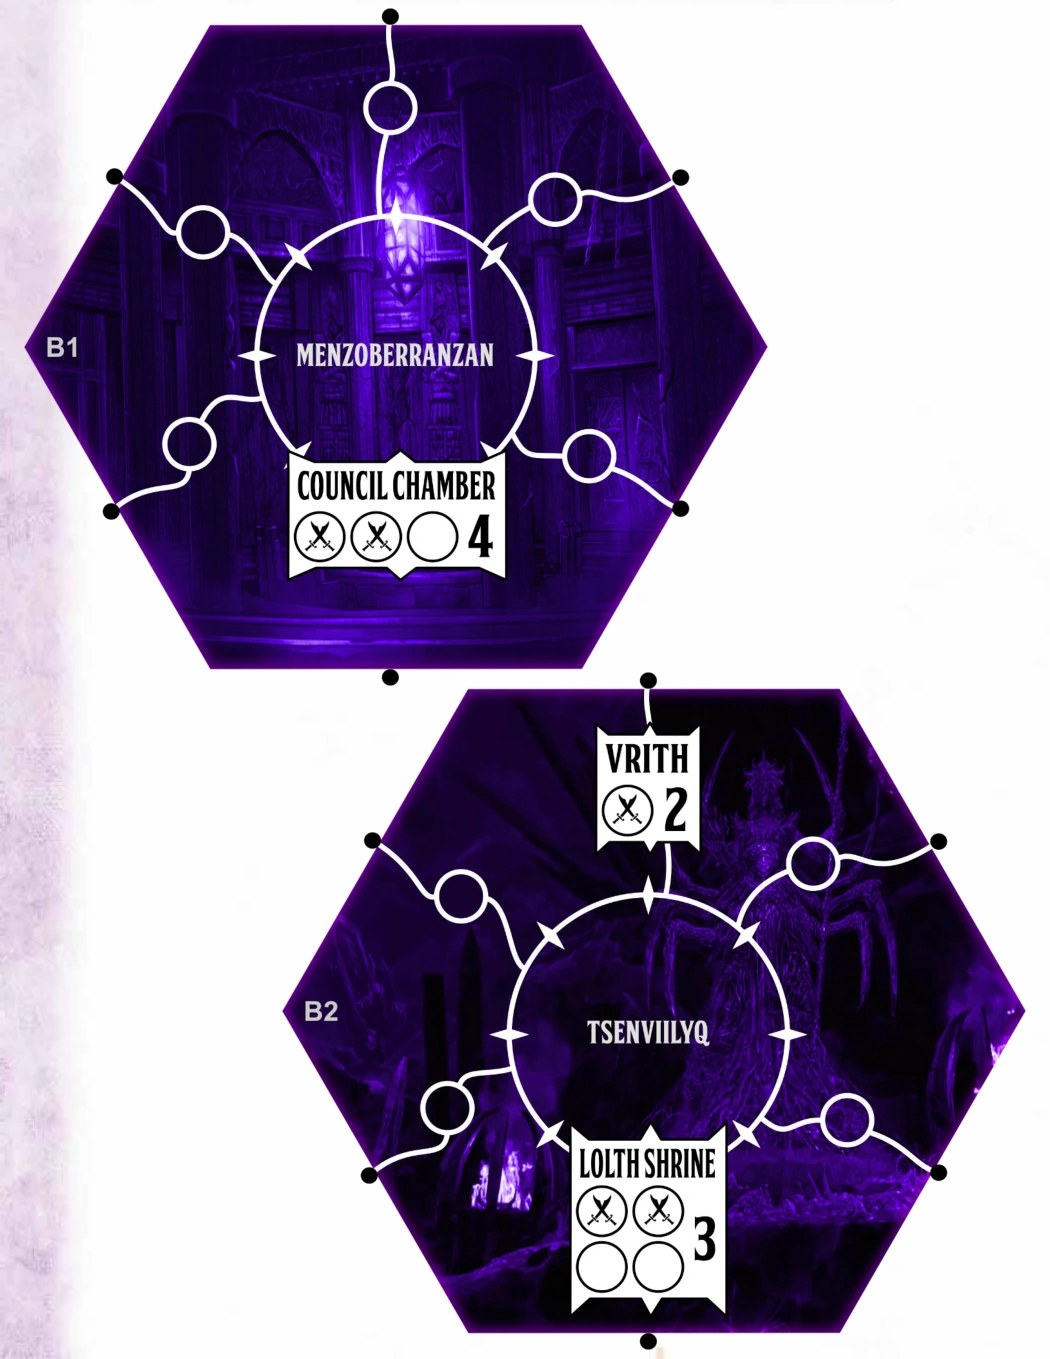 B1
MENZOBERRANZAN
COUNCIL CHAMBER
4
VRITH
2
B2
TSENVIILYQ
LOLTH SHRINE
3